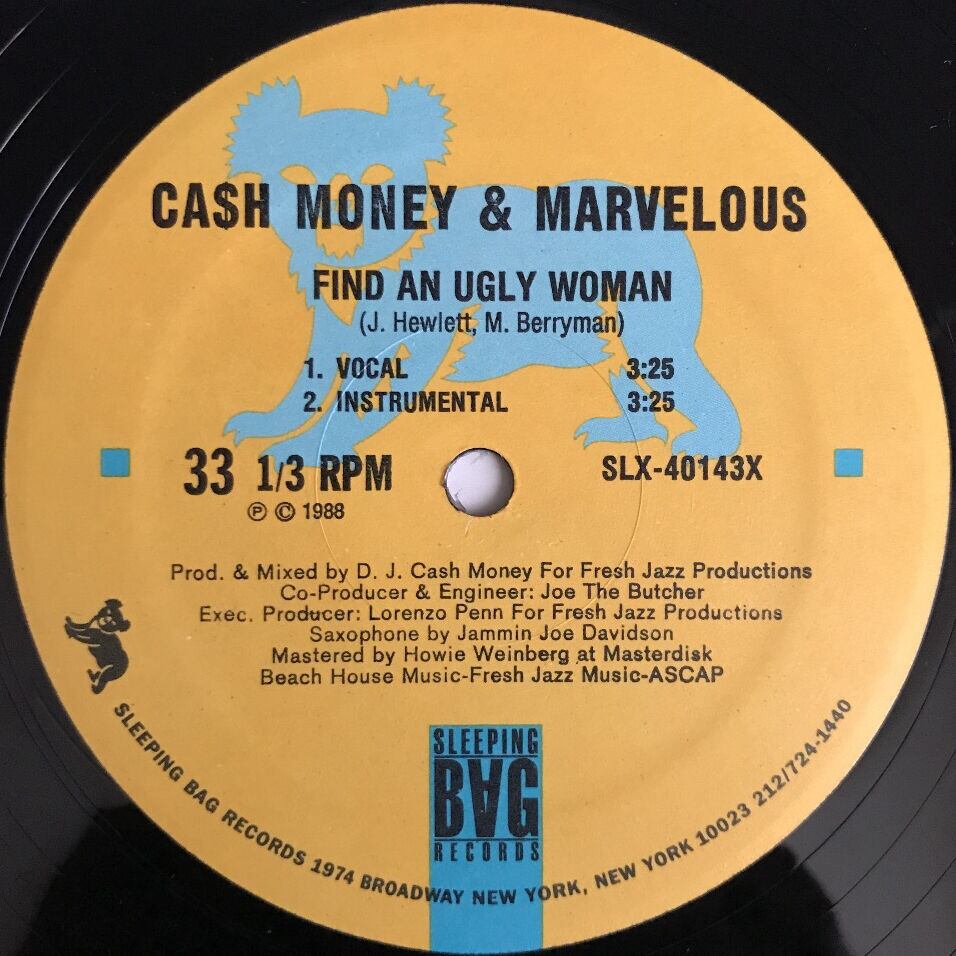 CA$H MONEY & MARVELOUS
FIND AN UGLY WOMAN
(J. Hewlett, M. Berryman)
1. VOCAL 3:25
2. INSTRUMENTAL 3:25
33 1/3 RPM
SLX-40143X
℗ © 1988
Prod. & Mixed by D. J. Cash Money For Fresh Jazz Productions
Co-Producer & Engineer: Joe The Butcher
Exec. Producer: Lorenzo Penn For Fresh Jazz Productions
Saxophone by Jammin Joe Davidson
Mastered by Howie Weinberg at Masterdisk
Beach House Music-Fresh Jazz Music-ASCAP
SLEEPING
BAG
RECORDS
SLEEPING BAG RECORDS 1974 BROADWAY NEW YORK, NEW YORK 10023 212/724-1440